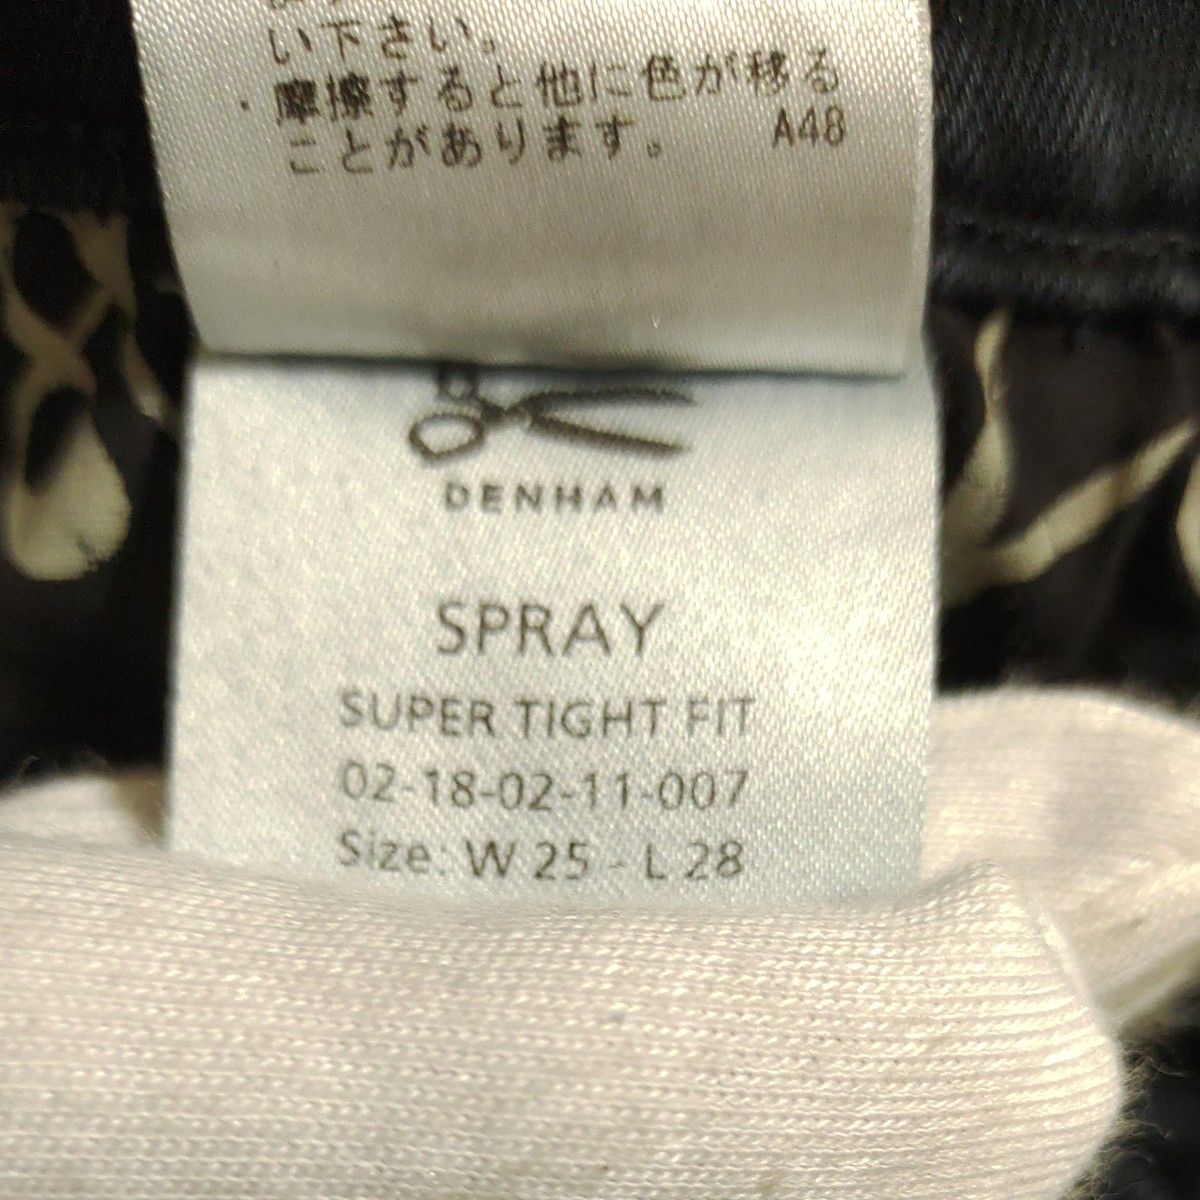 い下さい。
・摩擦すると他に色が移る
ことがあります。 A48
DENHAM
SPRAY
SUPER TIGHT FIT
02-18-02-11-007
Size: W 25 - L 28